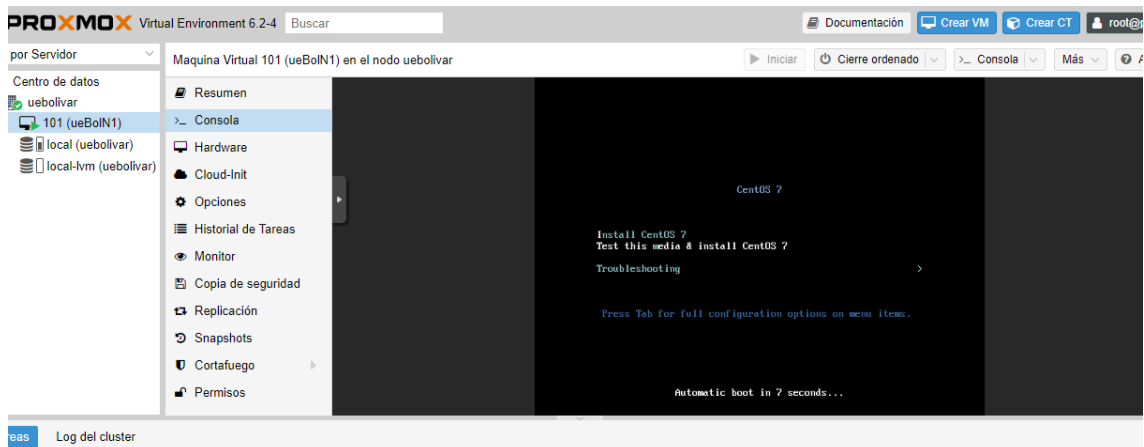 PROXMOX Virtual Environment 6.2-4 Buscar Documentación Crear VM Crear CT root@p
por Servidor
Maquina Virtual 101 (ueBolN1) en el nodo uebolivar Iniciar Cierre ordenado >_ Consola Más A
Centro de datos
uebolivar
101 (ueBolN1)
local (uebolivar)
local-lvm (uebolivar)
Resumen
>_ Consola
Hardware
Cloud-Init
Opciones
Historial de Tareas
Monitor
Copia de seguridad
Replicación
Snapshots
Cortafuego
Permisos
CentOS 7
Install CentOS 7
Test this media & install CentOS 7
Troubleshooting >
Press Tab for full configuration options on menu items.
Automatic boot in 7 seconds...
reas Log del cluster